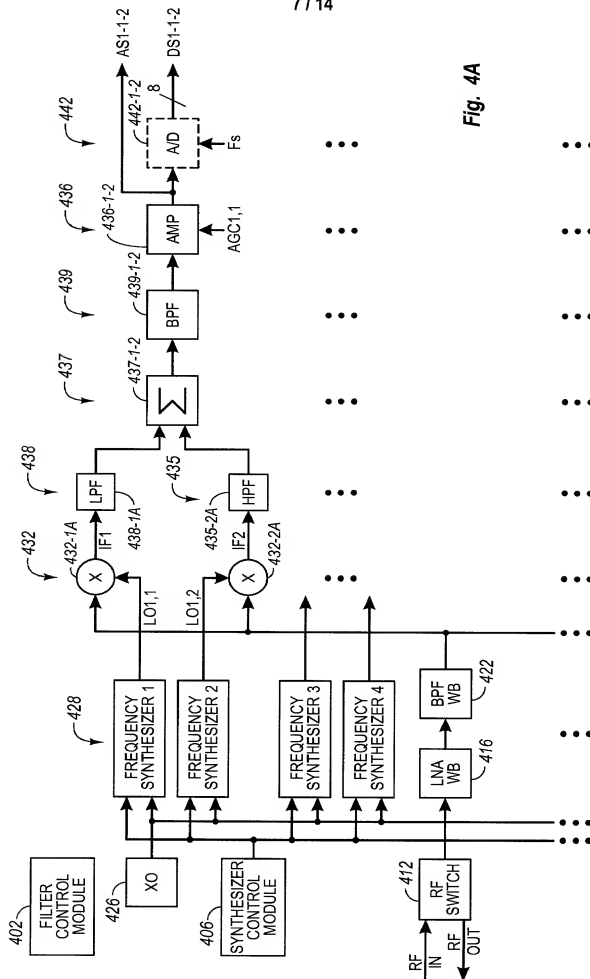 7 / 14
402
FILTER
CONTROL
MODULE
426
XO
406
SYNTHESIZER
CONTROL
MODULE
412
RF
SWITCH
RF
IN
RF
OUT
428
FREQUENCY
SYNTHESIZER 1
FREQUENCY
SYNTHESIZER 2
FREQUENCY
SYNTHESIZER 3
FREQUENCY
SYNTHESIZER 4
LNA
WB
416
BPF
WB
422
LO1,1
LO1,2
432
432-1A
X
IF1
X
IF2
432-2A
438
LPF
438-1A
435
435-2A
HPF
437
437-1-2
Σ
439
439-1-2
BPF
436
436-1-2
AMP
AGC1,1
442
442-1-2
A/D
Fs
8
AS1-1-2
DS1-1-2
Fig. 4A